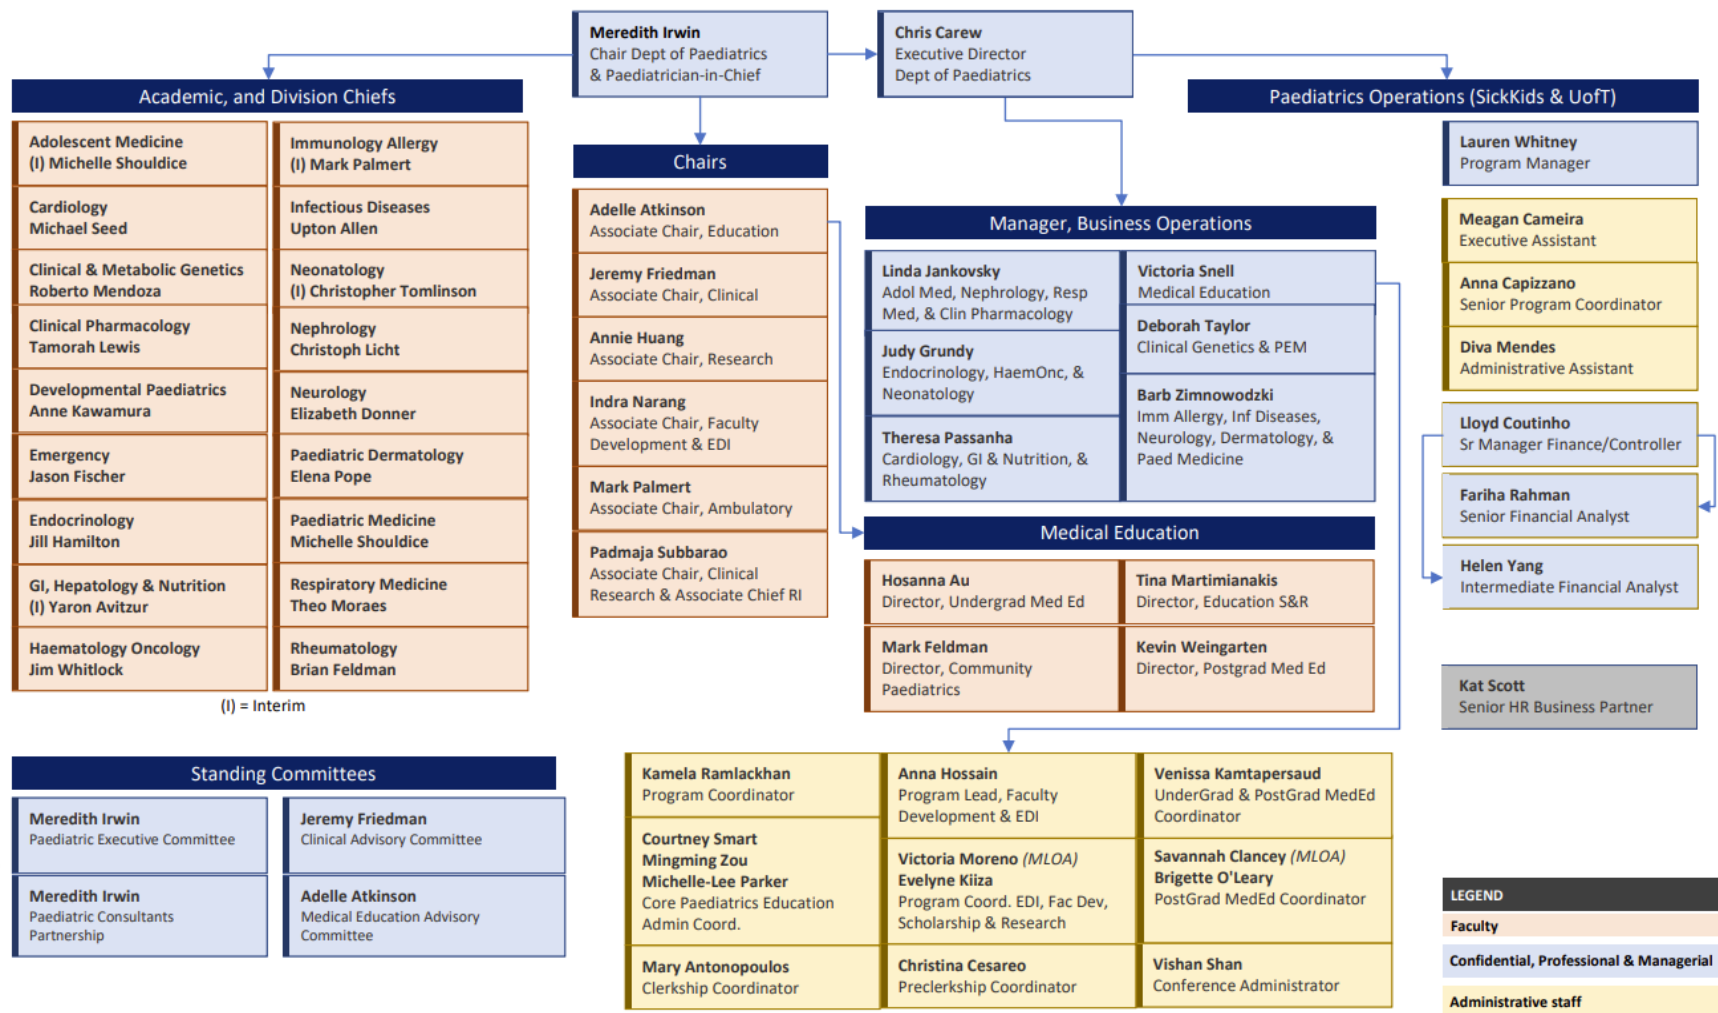 Meredith Irwin
Chair Dept of Paediatrics
& Paediatrician-in-Chief
Chris Carew
Executive Director
Dept of Paediatrics
Academic, and Division Chiefs
Adolescent Medicine
(I) Michelle Shouldice
Cardiology
Michael Seed
Clinical & Metabolic Genetics
Roberto Mendoza
Clinical Pharmacology
Tamorah Lewis
Developmental Paediatrics
Anne Kawamura
Emergency
Jason Fischer
Endocrinology
Jill Hamilton
GI, Hepatology & Nutrition
(I) Yaron Avitzur
Haematology Oncology
Jim Whitlock
Immunology Allergy
(I) Mark Palmert
Infectious Diseases
Upton Allen
Neonatology
(I) Christopher Tomlinson
Nephrology
Christoph Licht
Neurology
Elizabeth Donner
Paediatric Dermatology
Elena Pope
Paediatric Medicine
Michelle Shouldice
Respiratory Medicine
Theo Moraes
Rheumatology
Brian Feldman
(I) = Interim
Chairs
Adelle Atkinson
Associate Chair, Education
Jeremy Friedman
Associate Chair, Clinical
Annie Huang
Associate Chair, Research
Indra Narang
Associate Chair, Faculty
Development & EDI
Mark Palmert
Associate Chair, Ambulatory
Padmaja Subbarao
Associate Chair, Clinical
Research & Associate Chief RI
Manager, Business Operations
Linda Jankovsky
Adol Med, Nephrology, Resp
Med, & Clin Pharmacology
Judy Grundy
Endocrinology, HaemOnc, &
Neonatology
Theresa Passanha
Cardiology, GI & Nutrition, &
Rheumatology
Victoria Snell
Medical Education
Deborah Taylor
Clinical Genetics & PEM
Barb Zimnowodzki
Imm Allergy, Inf Diseases,
Neurology, Dermatology, &
Paed Medicine
Medical Education
Hosanna Au
Director, Undergrad Med Ed
Tina Martimianakis
Director, Education S&R
Mark Feldman
Director, Community
Paediatrics
Kevin Weingarten
Director, Postgrad Med Ed
Paediatrics Operations (SickKids & UofT)
Lauren Whitney
Program Manager
Meagan Cameira
Executive Assistant
Anna Capizzano
Senior Program Coordinator
Diva Mendes
Administrative Assistant
Lloyd Coutinho
Sr Manager Finance/Controller
Fariha Rahman
Senior Financial Analyst
Helen Yang
Intermediate Financial Analyst
Kat Scott
Senior HR Business Partner
Standing Committees
Meredith Irwin
Paediatric Executive Committee
Jeremy Friedman
Clinical Advisory Committee
Meredith Irwin
Paediatric Consultants
Partnership
Adelle Atkinson
Medical Education Advisory
Committee
Kamela Ramlackhan
Program Coordinator
Courtney Smart
Mingming Zou
Michelle-Lee Parker
Core Paediatrics Education
Admin Coord.
Mary Antonopoulos
Clerkship Coordinator
Anna Hossain
Program Lead, Faculty
Development & EDI
Victoria Moreno (MLOA)
Evelyne Kiiza
Program Coord. EDI, Fac Dev,
Scholarship & Research
Christina Cesareo
Preclerkship Coordinator
Venissa Kamtapersaud
UnderGrad & PostGrad MedEd
Coordinator
Savannah Clancey (MLOA)
Brigette O'Leary
PostGrad MedEd Coordinator
Vishan Shan
Conference Administrator
LEGEND
Faculty
Confidential, Professional & Managerial
Administrative staff